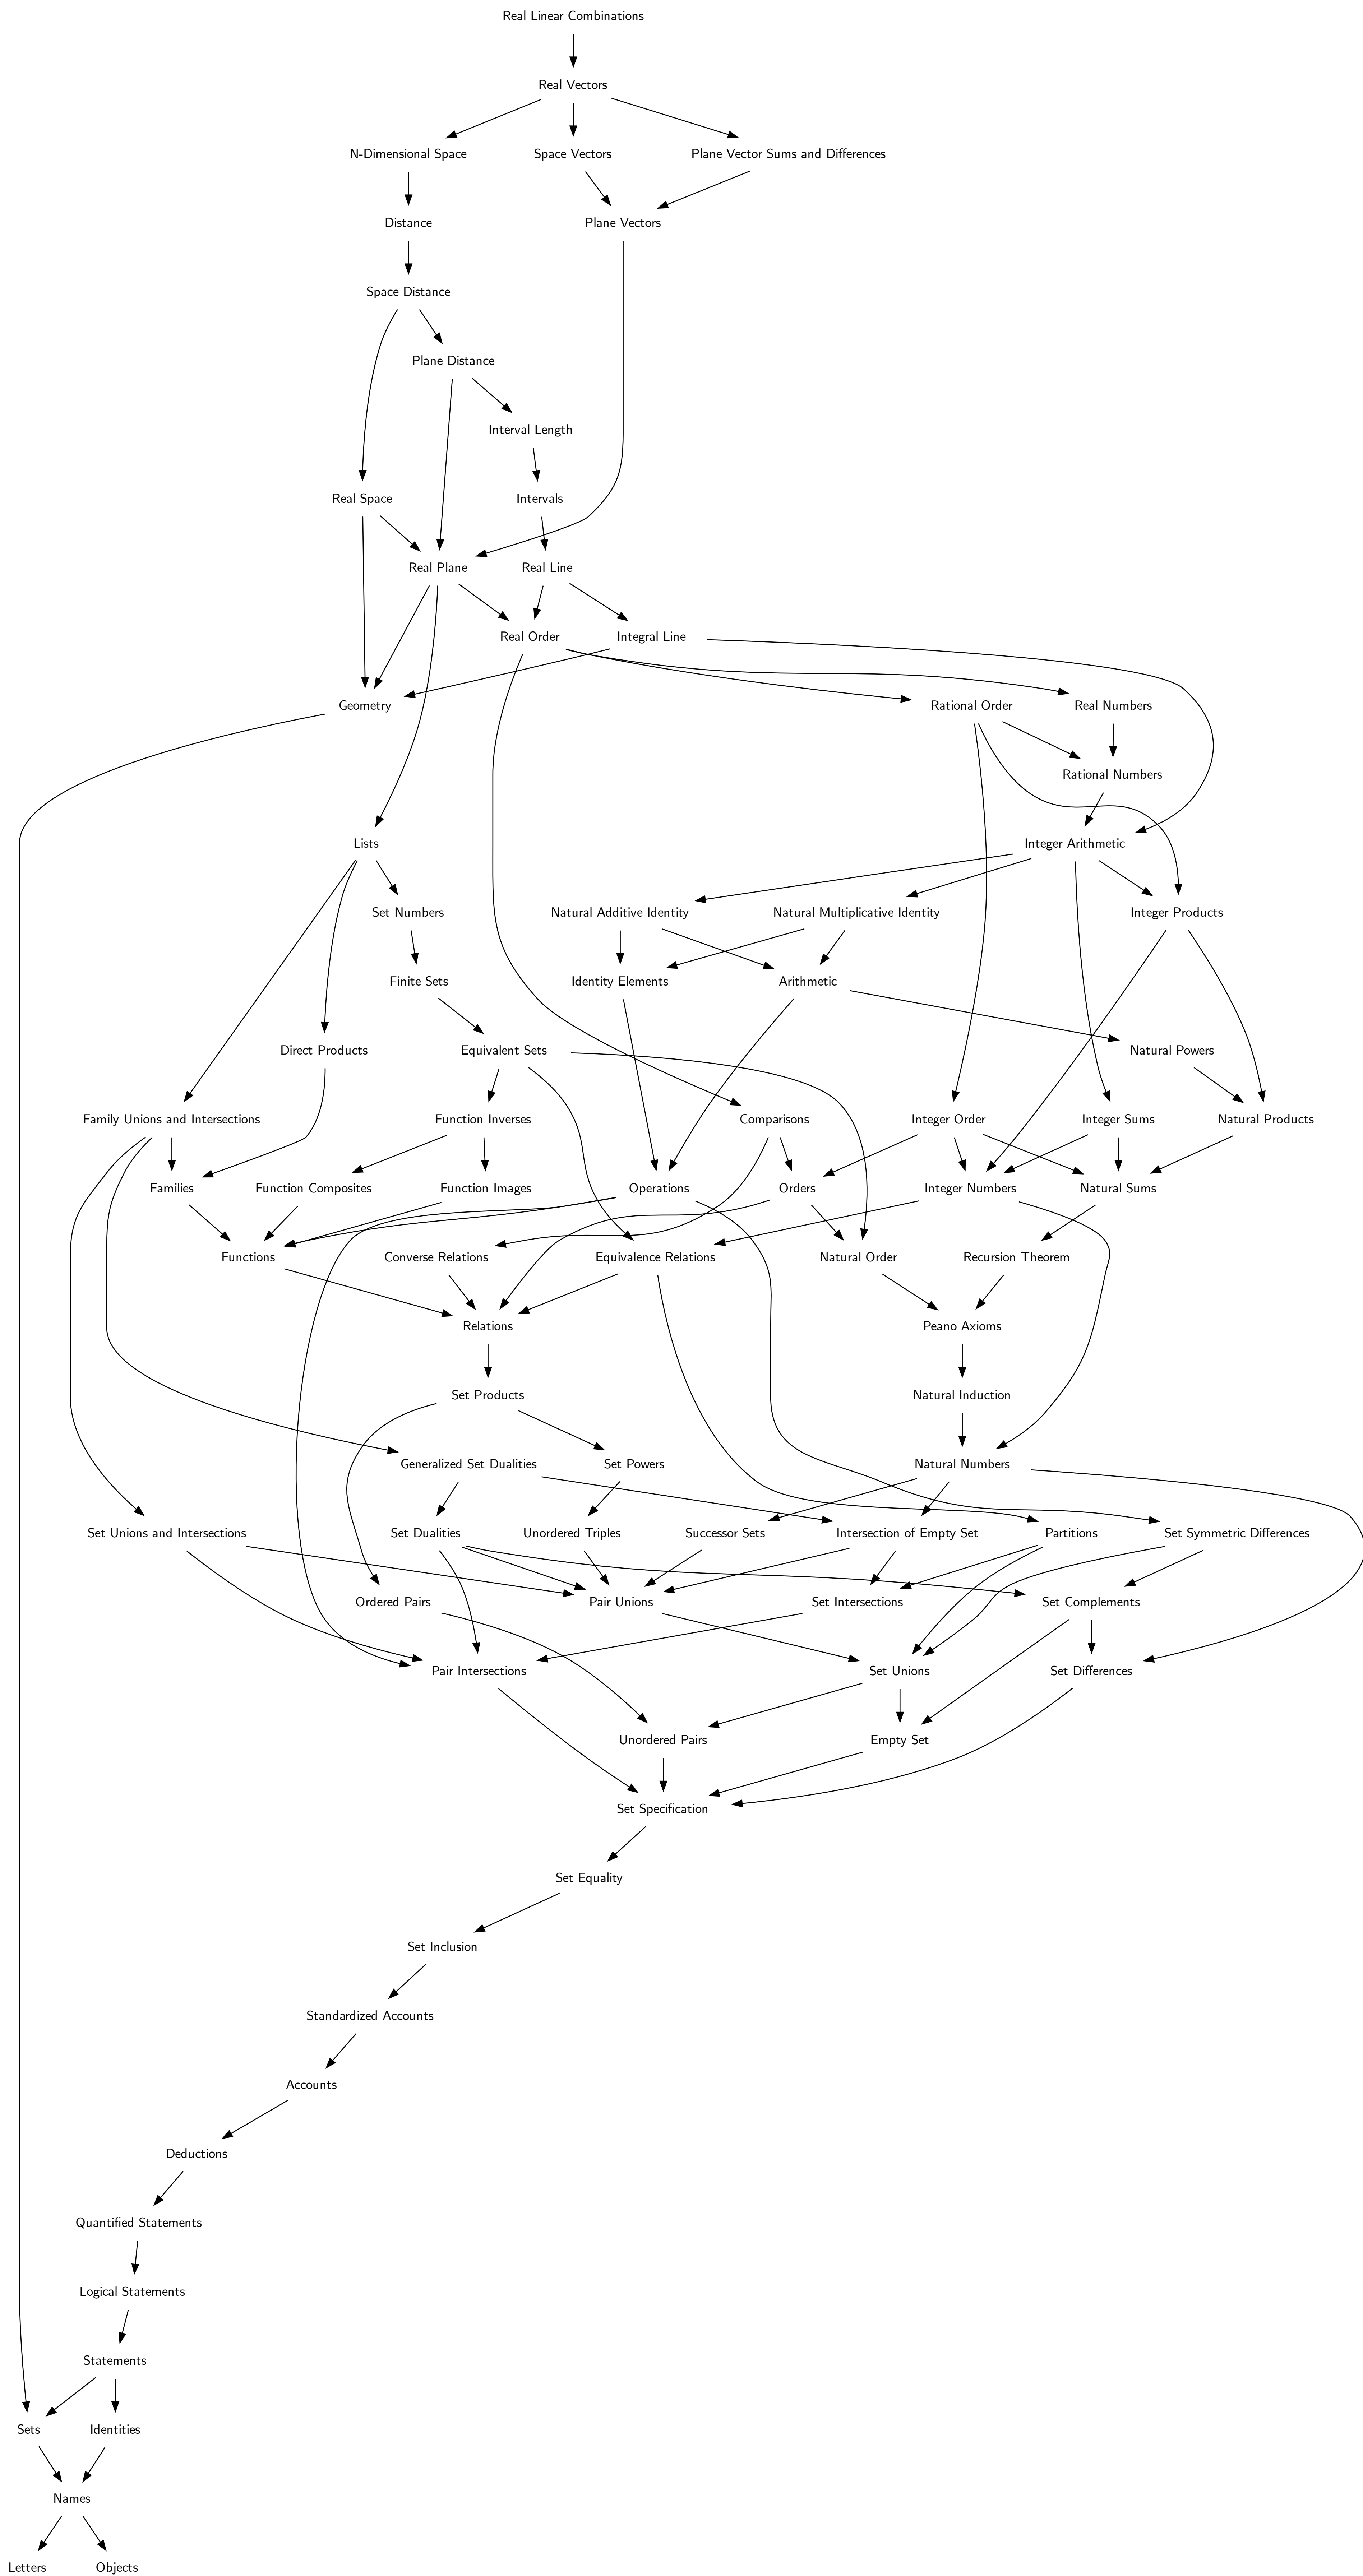 Real Linear Combinations
Real Vectors
N-Dimensional Space
Space Vectors
Plane Vector Sums and Differences
Distance
Plane Vectors
Space Distance
Plane Distance
Interval Length
Real Space
Intervals
Real Plane
Real Line
Real Order
Integral Line
Geometry
Rational Order
Real Numbers
Rational Numbers
Lists
Integer Arithmetic
Set Numbers
Natural Additive Identity
Natural Multiplicative Identity
Integer Products
Finite Sets
Identity Elements
Arithmetic
Direct Products
Equivalent Sets
Natural Powers
Family Unions and Intersections
Function Inverses
Comparisons
Integer Order
Integer Sums
Natural Products
Families
Function Composites
Function Images
Operations
Orders
Integer Numbers
Natural Sums
Functions
Converse Relations
Equivalence Relations
Natural Order
Recursion Theorem
Relations
Peano Axioms
Set Products
Natural Induction
Generalized Set Dualities
Set Powers
Natural Numbers
Set Unions and Intersections
Set Dualities
Unordered Triples
Successor Sets
Intersection of Empty Set
Partitions
Set Symmetric Differences
Ordered Pairs
Pair Unions
Set Intersections
Set Complements
Pair Intersections
Set Unions
Set Differences
Unordered Pairs
Empty Set
Set Specification
Set Equality
Set Inclusion
Standardized Accounts
Accounts
Deductions
Quantified Statements
Logical Statements
Statements
Sets
Identities
Names
Letters
Objects